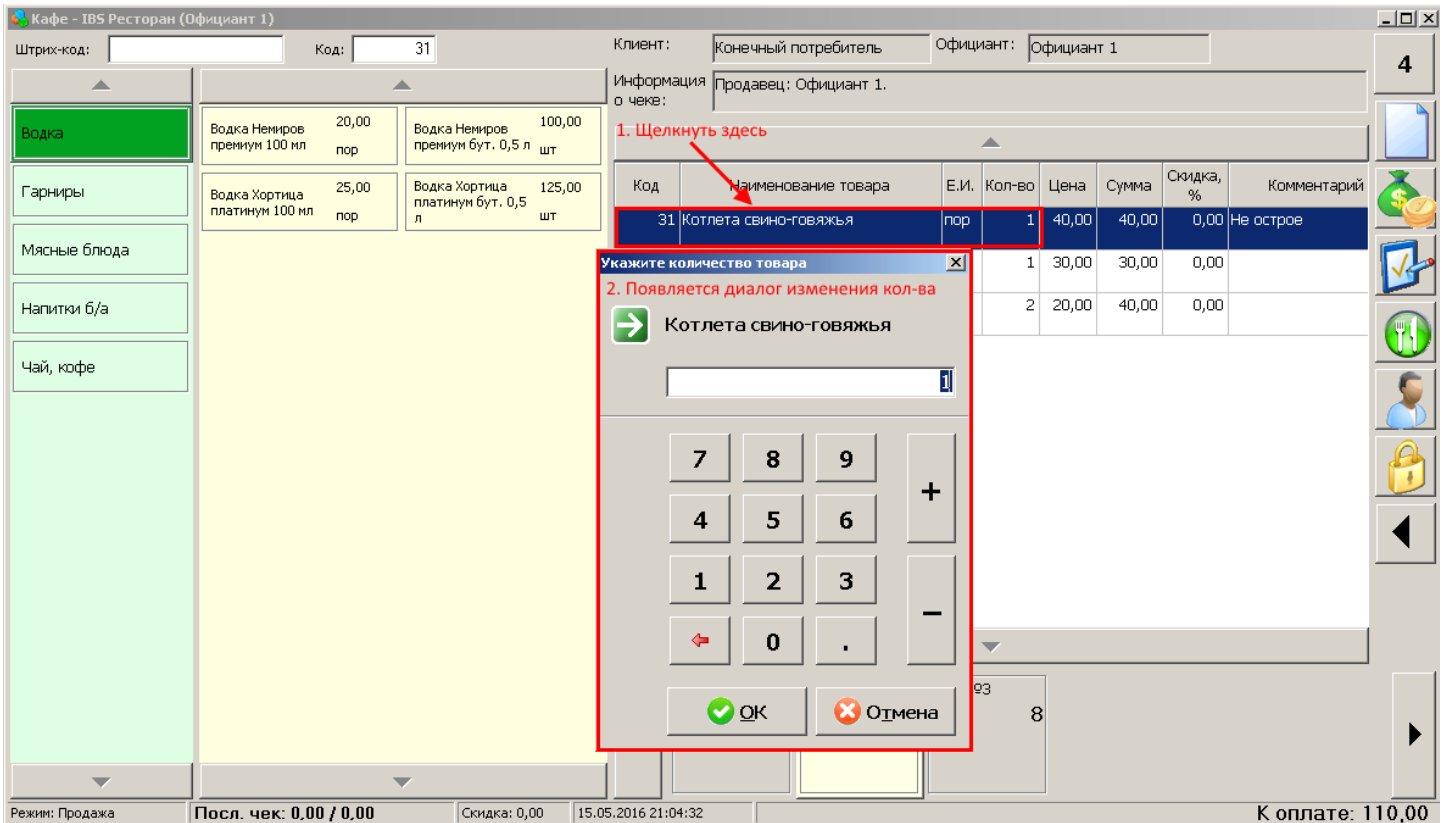 Кафе - IBS Ресторан (Официант 1)
Штрих-код:
Код: 31
Клиент: Конечный потребитель
Официант: Официант 1
4
Информация
о чеке:
Продавец: Официант 1.
Водка
Гарниры
Мясные блюда
Напитки б/а
Чай, кофе
Водка Немиров
премиум 100 мл
20,00
пор
Водка Немиров
премиум бут. 0,5 л
100,00
шт
Водка Хортица
платинум 100 мл
25,00
пор
Водка Хортица
платинум бут. 0,5
л
125,00
шт
1. Щелкнуть здесь
Код Наименование товара Е.И. Кол-во Цена Сумма Скидка, % Комментарий
31 Котлета свино-говяжья пор 1 40,00 40,00 0,00 Не острое
1 30,00 30,00 0,00
2 20,00 40,00 0,00
Укажите количество товара
2. Появляется диалог изменения кол-ва
Котлета свино-говяжья
1
7 8 9 +
4 5 6
1 2 3 −
0 .
OK Отмена
º3
8
Режим: Продажа
Посл. чек: 0,00 / 0,00
Скидка: 0,00
15.05.2016 21:04:32
К оплате: 110,00